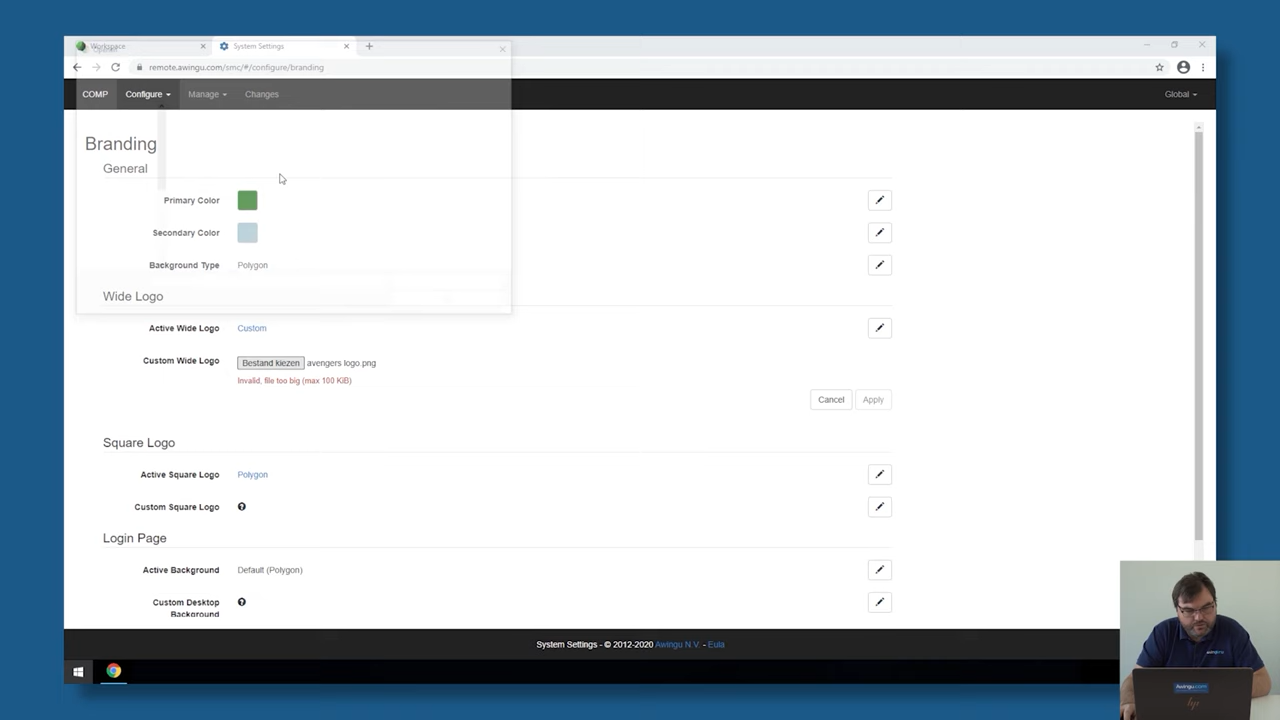 Workspace
System Settings
remote.awingu.com/smc/#/configure/branding
COMP Configure Manage Changes Global
Branding
General
Primary Color
Secondary Color
Background Type Polygon
Wide Logo
Active Wide Logo Custom
Custom Wide Logo Bestand kiezen avengers logo.png
Invalid, file too big (max 100 KiB)
Cancel Apply
Square Logo
Active Square Logo Polygon
Custom Square Logo
Login Page
Active Background Default (Polygon)
Custom Desktop
Background
System Settings - © 2012-2020 Awingu N.V. - Eula
Awingu.com
hp